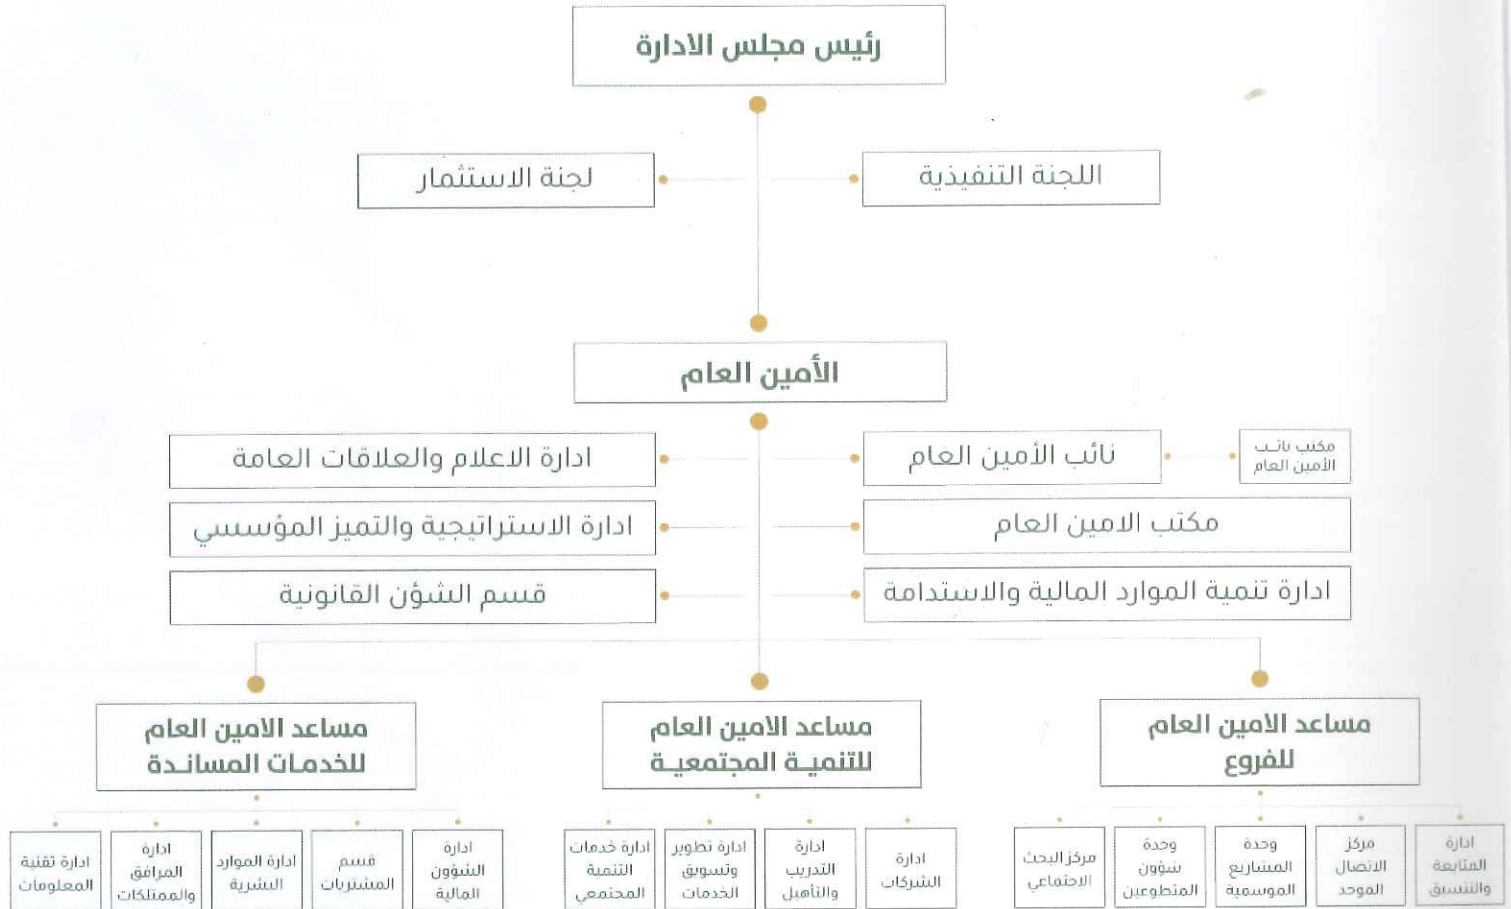 رئيس مجلس الادارة
اللجنة التنفيذية
لجنة الاستثمار
الأمين العام
مكتب نائب
الأمين العام
نائب الأمين العام
ادارة الاعلام والعلاقات العامة
مكتب الامين العام
ادارة الاستراتيجية والتميز المؤسسي
ادارة تنمية الموارد المالية والاستدامة
قسم الشؤن القانونية
مساعد الامين العام
للفروع
مساعد الامين العام
للتنميـة المجتمعيـة
مساعد الامين العام
للخدمـات المسانـدة
ادارة
المتابعة
والتنسيق
مركز
الاتصال
الموحد
وحدة
المشاريع
الموسمية
وحدة
شؤون
المتطوعين
مركز البحث
الاجتماعي
ادارة
الشركات
ادارة
التدريب
والتأهيل
ادارة تطوير
وتسويق
الخدمات
ادارة خدمات
التنمية
المجتمعي
ادارة
الشؤون
المالية
قسم
المشتريات
ادارة الموارد
البشرية
ادارة
المرافق
والممتلكات
ادارة تقنية
المعلومات